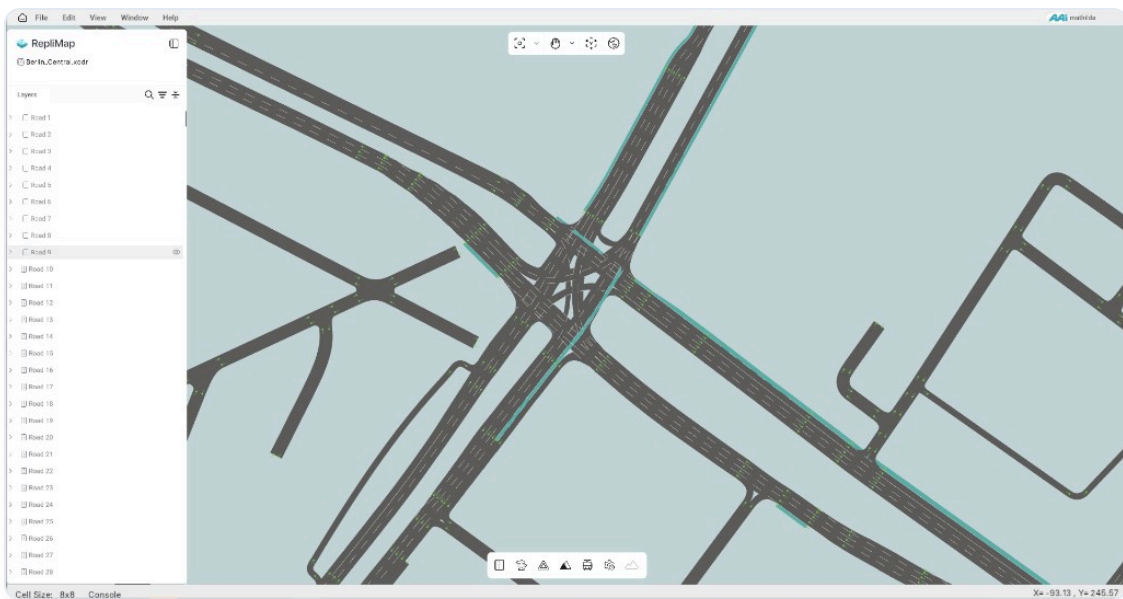 File Edit View Window Help
AAi mathilda
RepliMap
Berlin_Central.xodr
Layers
Road 1
Road 2
Road 3
Road 4
Road 5
Road 6
Road 7
Road 8
Road 9
Road 10
Road 11
Road 12
Road 13
Road 14
Road 15
Road 16
Road 17
Road 18
Road 19
Road 20
Road 21
Road 22
Road 23
Road 24
Road 25
Road 26
Road 27
Road 28
Cell Size: 8x8 Console
X= -93.13 , Y= 245.57